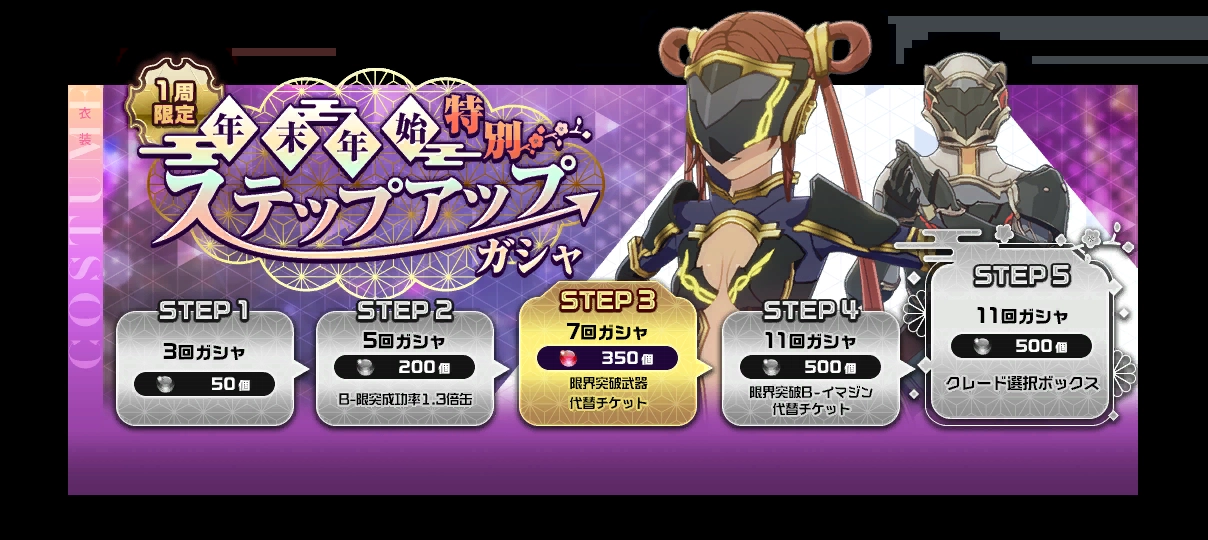 1周
限定
年末年始特別
ステップアップ
ガシャ
衣装
COSTU
STEP 1
3回ガシャ
50個
STEP 2
5回ガシャ
200個
B-限突成功率1.3倍缶
STEP 3
7回ガシャ
350個
限界突破武器
代替チケット
STEP 4
11回ガシャ
500個
限界突破B-イマジン
代替チケット
STEP 5
11回ガシャ
500個
グレード選択ボックス